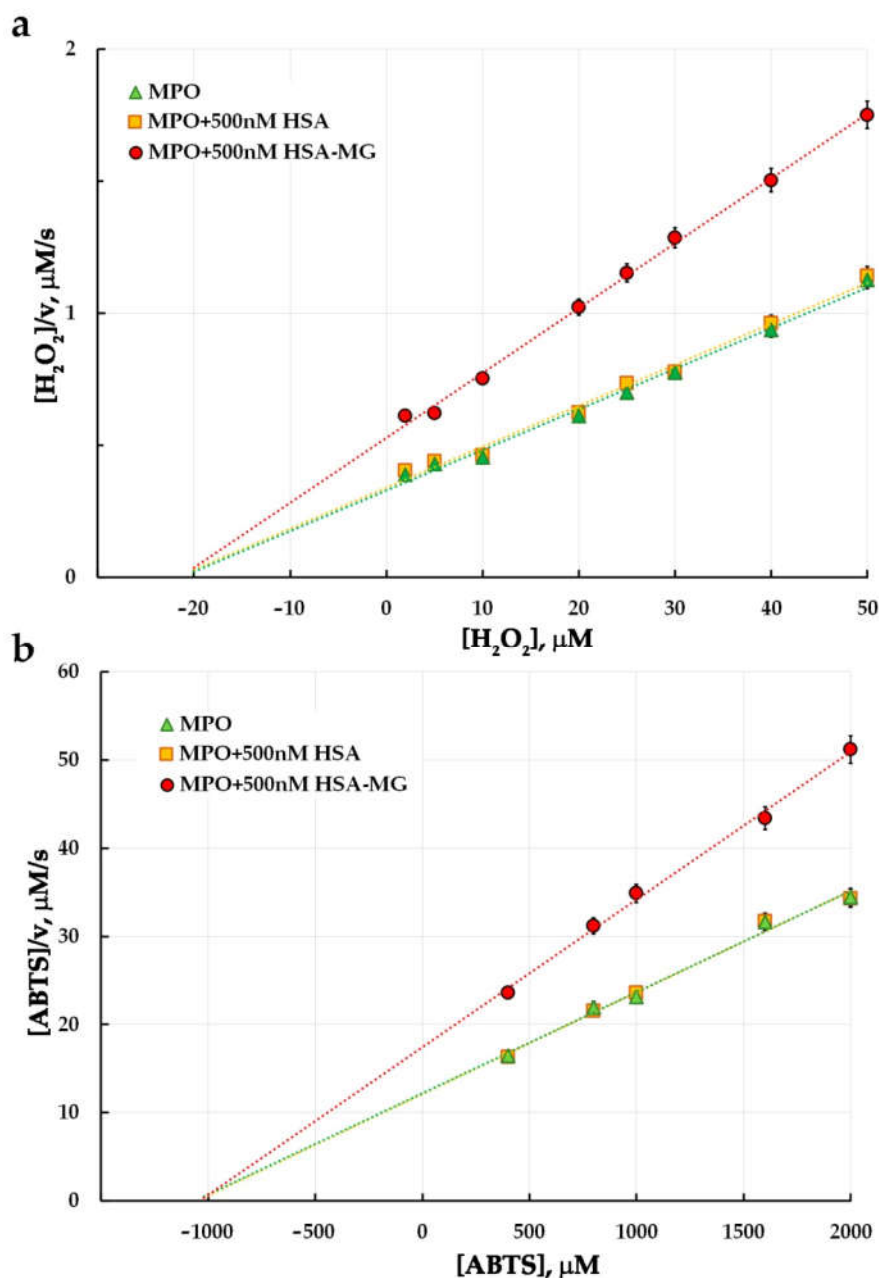 a
2
MPO
MPO+500nM HSA
MPO+500nM HSA-MG
[H₂O₂]/v, μM/s
1
0
−20 −10 0 10 20 30 40 50
[H₂O₂], μM
b
60
MPO
MPO+500nM HSA
MPO+500nM HSA-MG
50
40
[ABTS]/v, μM/s
30
20
10
0
−1000 −500 0 500 1000 1500 2000
[ABTS], μM